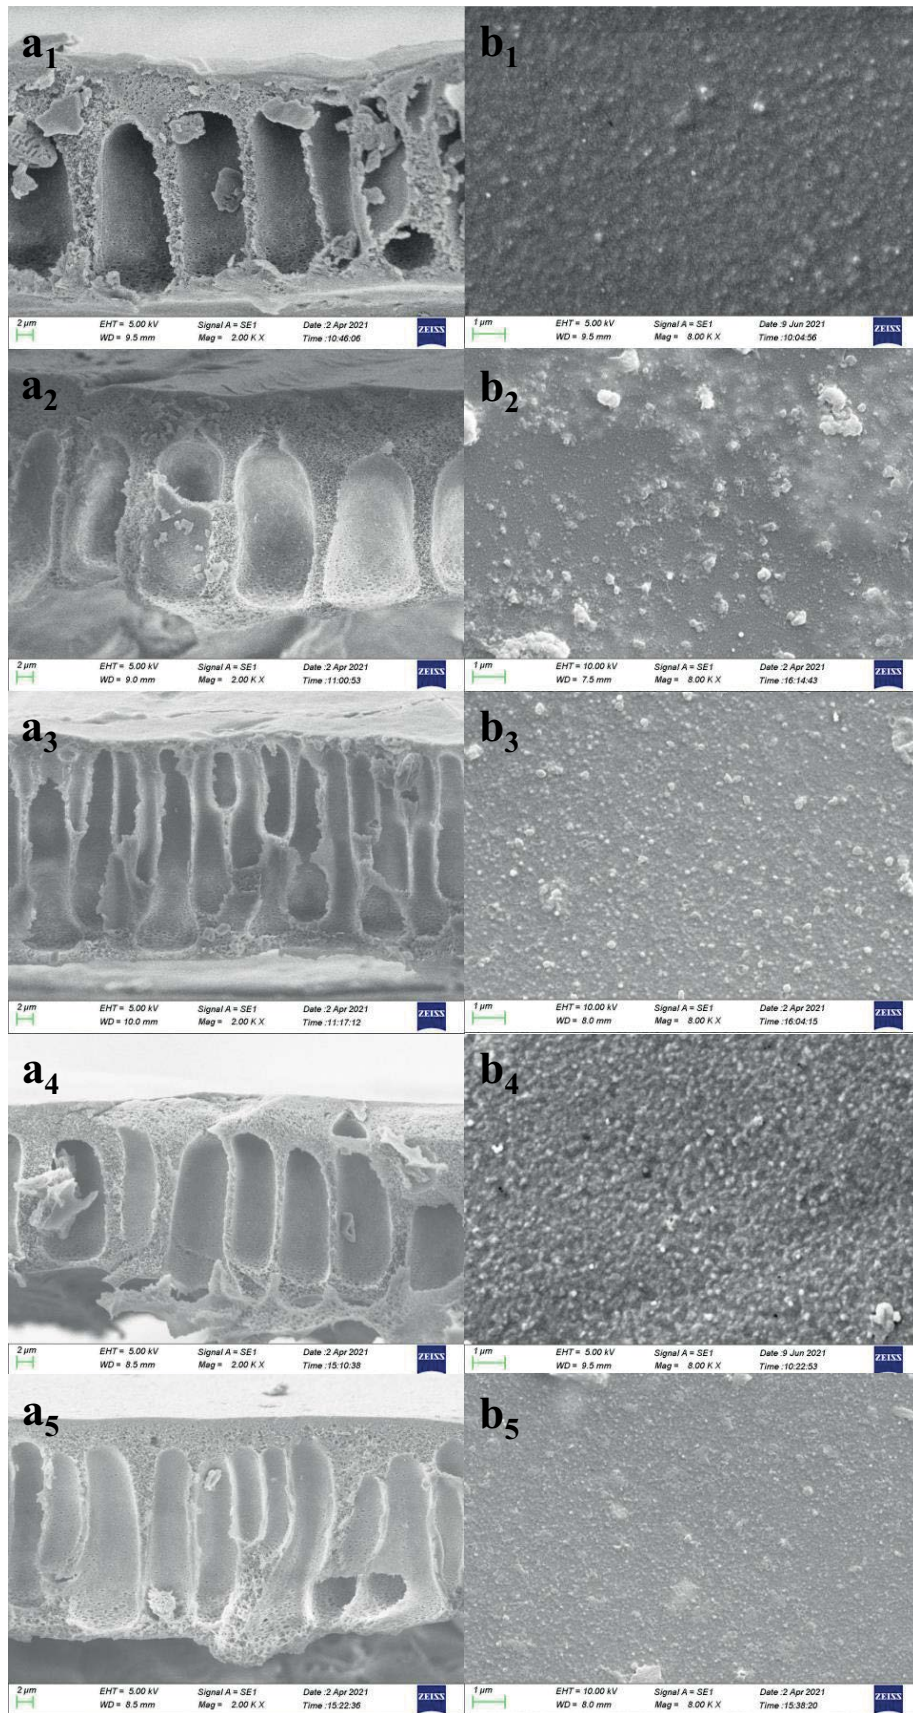 a1
b1
2 µm
EHT = 5.00 kV
Signal A = SE1
Date :2 Apr 2021
WD = 9.5 mm
Mag = 2.00 K X
Time :10:46:06
ZEISS
1 µm
EHT = 5.00 kV
Signal A = SE1
Date :9 Jun 2021
WD = 9.5 mm
Mag = 8.00 K X
Time :10:04:56
ZEISS
a2
b2
2 µm
EHT = 5.00 kV
Signal A = SE1
Date :2 Apr 2021
WD = 9.0 mm
Mag = 2.00 K X
Time :11:00:53
ZEISS
1 µm
EHT = 10.00 kV
Signal A = SE1
Date :2 Apr 2021
WD = 7.5 mm
Mag = 8.00 K X
Time :16:14:43
ZEISS
a3
b3
2 µm
EHT = 5.00 kV
Signal A = SE1
Date :2 Apr 2021
WD = 10.0 mm
Mag = 2.00 K X
Time :11:17:12
ZEISS
1 µm
EHT = 10.00 kV
Signal A = SE1
Date :2 Apr 2021
WD = 8.0 mm
Mag = 8.00 K X
Time :16:04:15
ZEISS
a4
b4
2 µm
EHT = 5.00 kV
Signal A = SE1
Date :2 Apr 2021
WD = 8.5 mm
Mag = 2.00 K X
Time :15:10:38
ZEISS
1 µm
EHT = 5.00 kV
Signal A = SE1
Date :9 Jun 2021
WD = 9.5 mm
Mag = 8.00 K X
Time :10:22:53
ZEISS
a5
b5
2 µm
EHT = 5.00 kV
Signal A = SE1
Date :2 Apr 2021
WD = 8.5 mm
Mag = 2.00 K X
Time :15:22:36
ZEISS
1 µm
EHT = 10.00 kV
Signal A = SE1
Date :2 Apr 2021
WD = 8.0 mm
Mag = 8.00 K X
Time :15:38:20
ZEISS